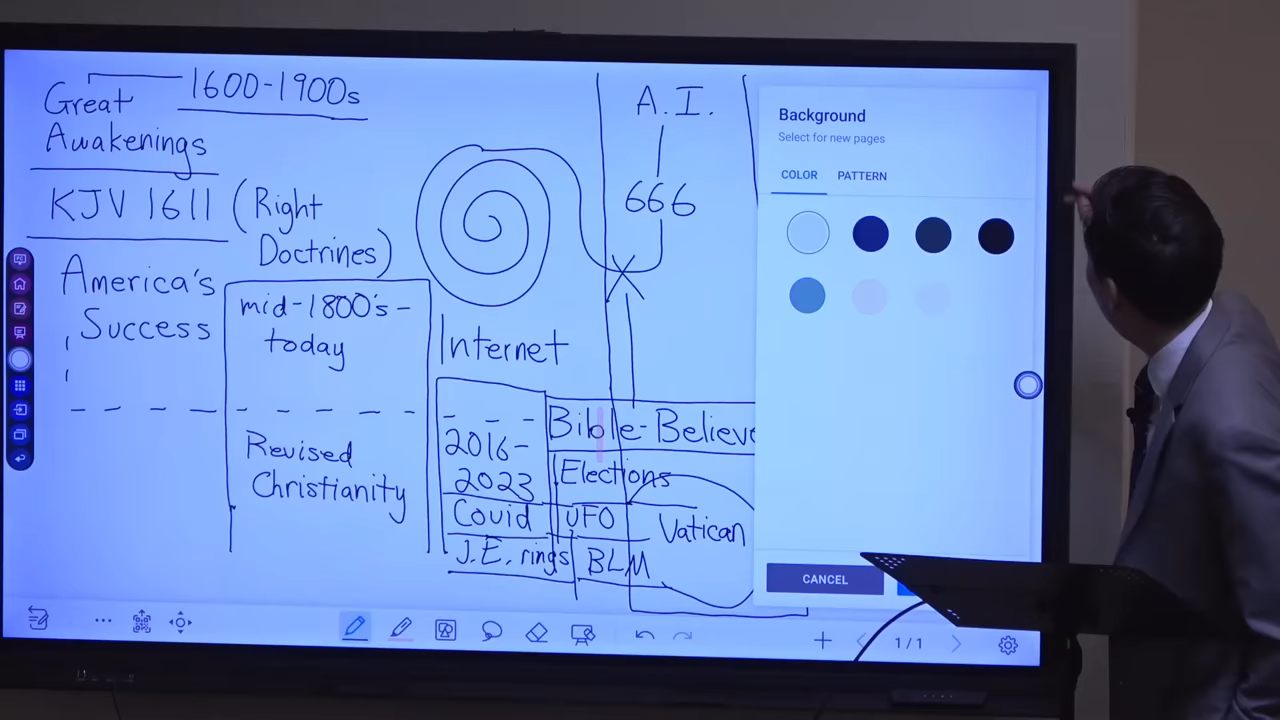 1600-1900s
Great
Awakenings
KJV 1611 (Right
Doctrines)
America's
Success
mid-1800's-
today
Revised
Christianity
Internet
2016-
2023
Covid
J.E. rings
A.I.
666
Bible-Believe
Elections
UFO
Vatican
BLM
Background
Select for new pages
COLOR PATTERN
CANCEL
1/1